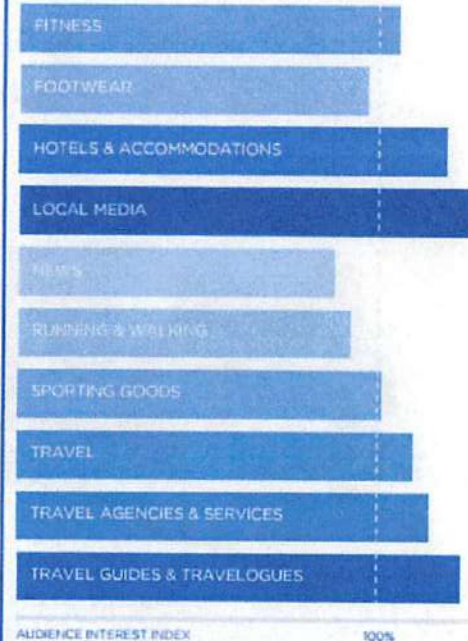 FITNESS
FOOTWEAR
HOTELS & ACCOMMODATIONS
LOCAL MEDIA
NEWS
RUNNING & WALKING
SPORTING GOODS
TRAVEL
TRAVEL AGENCIES & SERVICES
TRAVEL GUIDES & TRAVELOGUES
AUDIENCE INTEREST INDEX 100%